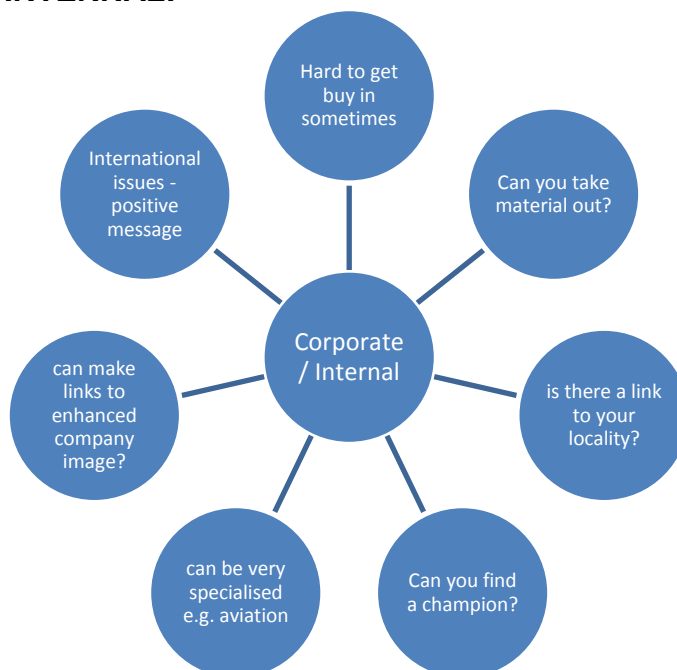 Hard to get
buy in
sometimes
Can you take
material out?
is there a link
to your
locality?
Can you find
a champion?
can be very
specialised
e.g. aviation
can make
links to
enhanced
company
image?
International
issues -
positive
message
Corporate
/ Internal